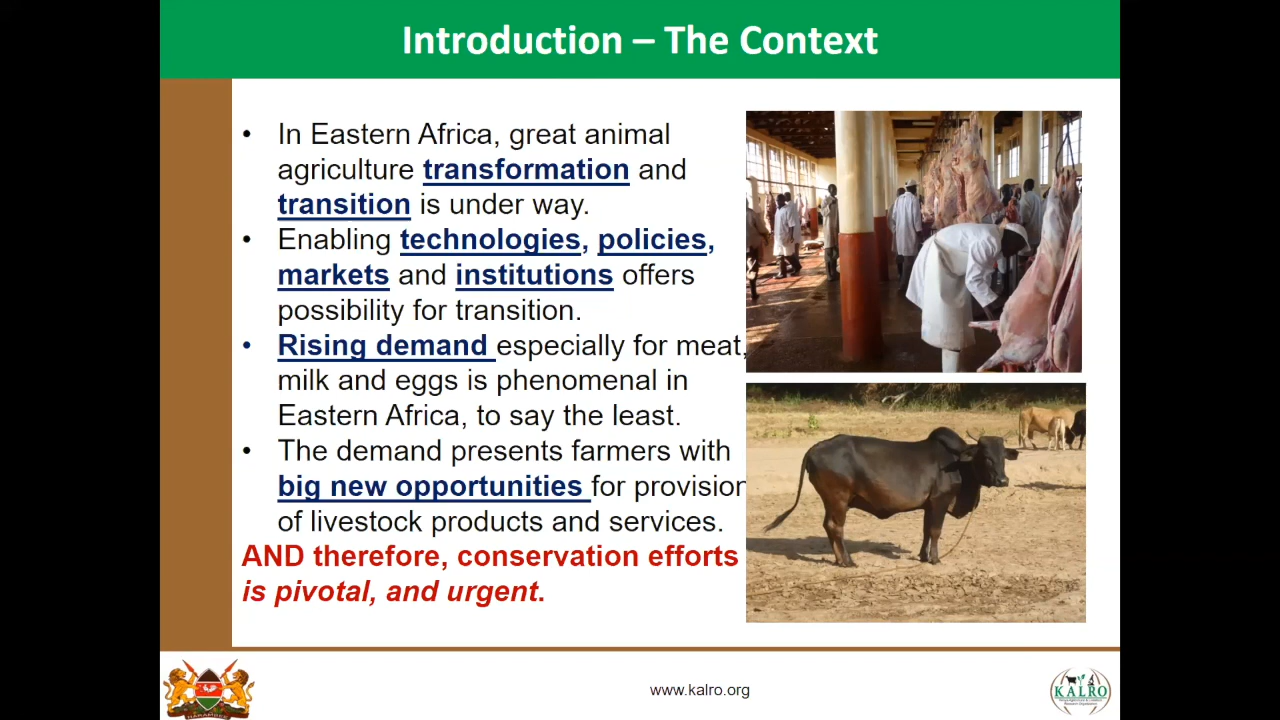 Introduction – The Context
• In Eastern Africa, great animal
agriculture transformation and
transition is under way.
• Enabling technologies, policies,
markets and institutions offers
possibility for transition.
• Rising demand especially for meat,
milk and eggs is phenomenal in
Eastern Africa, to say the least.
• The demand presents farmers with
big new opportunities for provision
of livestock products and services.
AND therefore, conservation efforts
is pivotal, and urgent.
HARAMBEE
www.kalro.org
KALRO